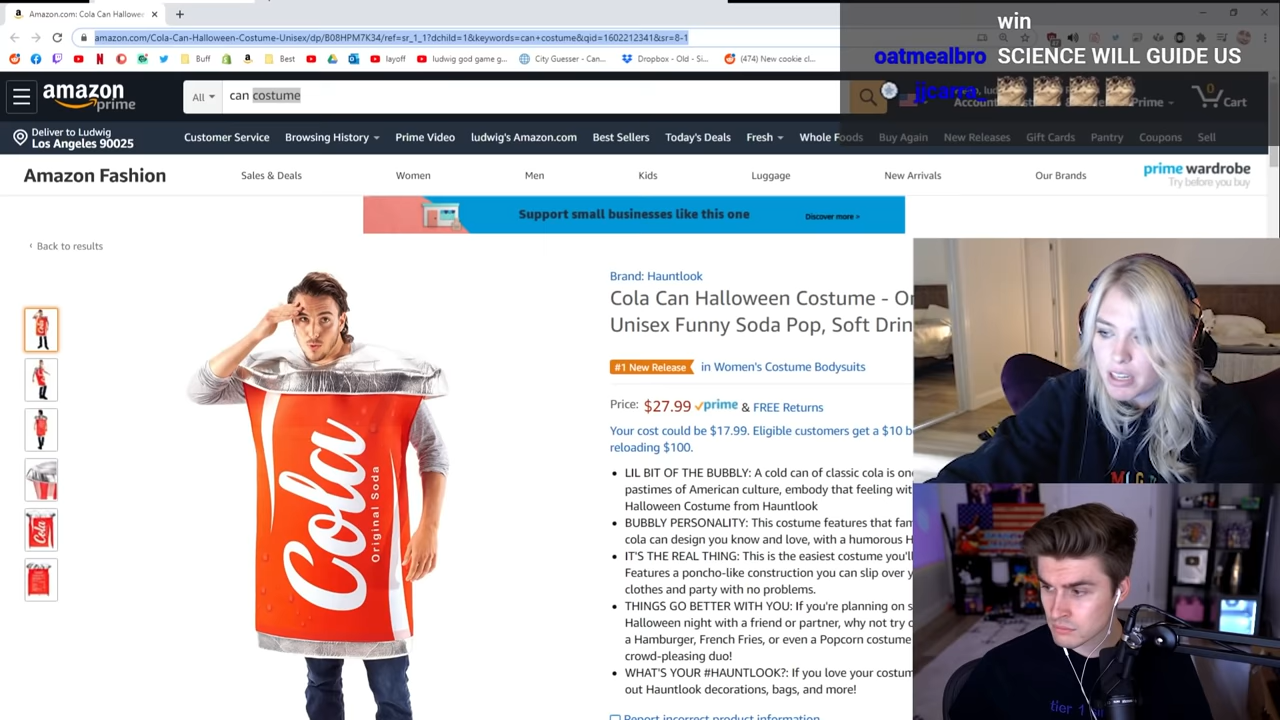 Amazon.com: Cola Can Hallowe
win
oatmealbro SCIENCE WILL GUIDE US
jjcarra_
amazon.com/Cola-Can-Halloween-Costume-Unisex/dp/B08HPM7K34/ref=sr_1_1?dchild=1&keywords=can+costume&qid=1602212341&sr=8-1
Buff
Best
layoff
ludwig god game g...
City Guesser - Can...
Dropbox - Old - Si...
(474) New cookie cl...
amazon
prime
All
can costume
Account
Prime
0
Cart
Deliver to Ludwig
Los Angeles 90025
Customer Service
Browsing History
Prime Video
ludwig's Amazon.com
Best Sellers
Today's Deals
Fresh
Whole Foods
Buy Again
New Releases
Gift Cards
Pantry
Coupons
Sell
Amazon Fashion
Sales & Deals
Women
Men
Kids
Luggage
New Arrivals
Our Brands
prime wardrobe
Try before you buy
Support small businesses like this one
Discover more >
‹ Back to results
Brand: Hauntlook
Cola Can Halloween Costume - On
Unisex Funny Soda Pop, Soft Drin
#1 New Release in Women's Costume Bodysuits
Price: $27.99 prime & FREE Returns
Your cost could be $17.99. Eligible customers get a $10 b
reloading $100.
LIL BIT OF THE BUBBLY: A cold can of classic cola is one
pastimes of American culture, embody that feeling wit
Halloween Costume from Hauntlook
BUBBLY PERSONALITY: This costume features that fam
cola can design you know and love, with a humorous H
IT'S THE REAL THING: This is the easiest costume you'll
Features a poncho-like construction you can slip over y
clothes and party with no problems.
THINGS GO BETTER WITH YOU: If you're planning on s
Halloween night with a friend or partner, why not try o
a Hamburger, French Fries, or even a Popcorn costume
crowd-pleasing duo!
WHAT'S YOUR #HAUNTLOOK?: If you love your costum
out Hauntlook decorations, bags, and more!
Report incorrect product information
Cola
Original Soda
tier 1